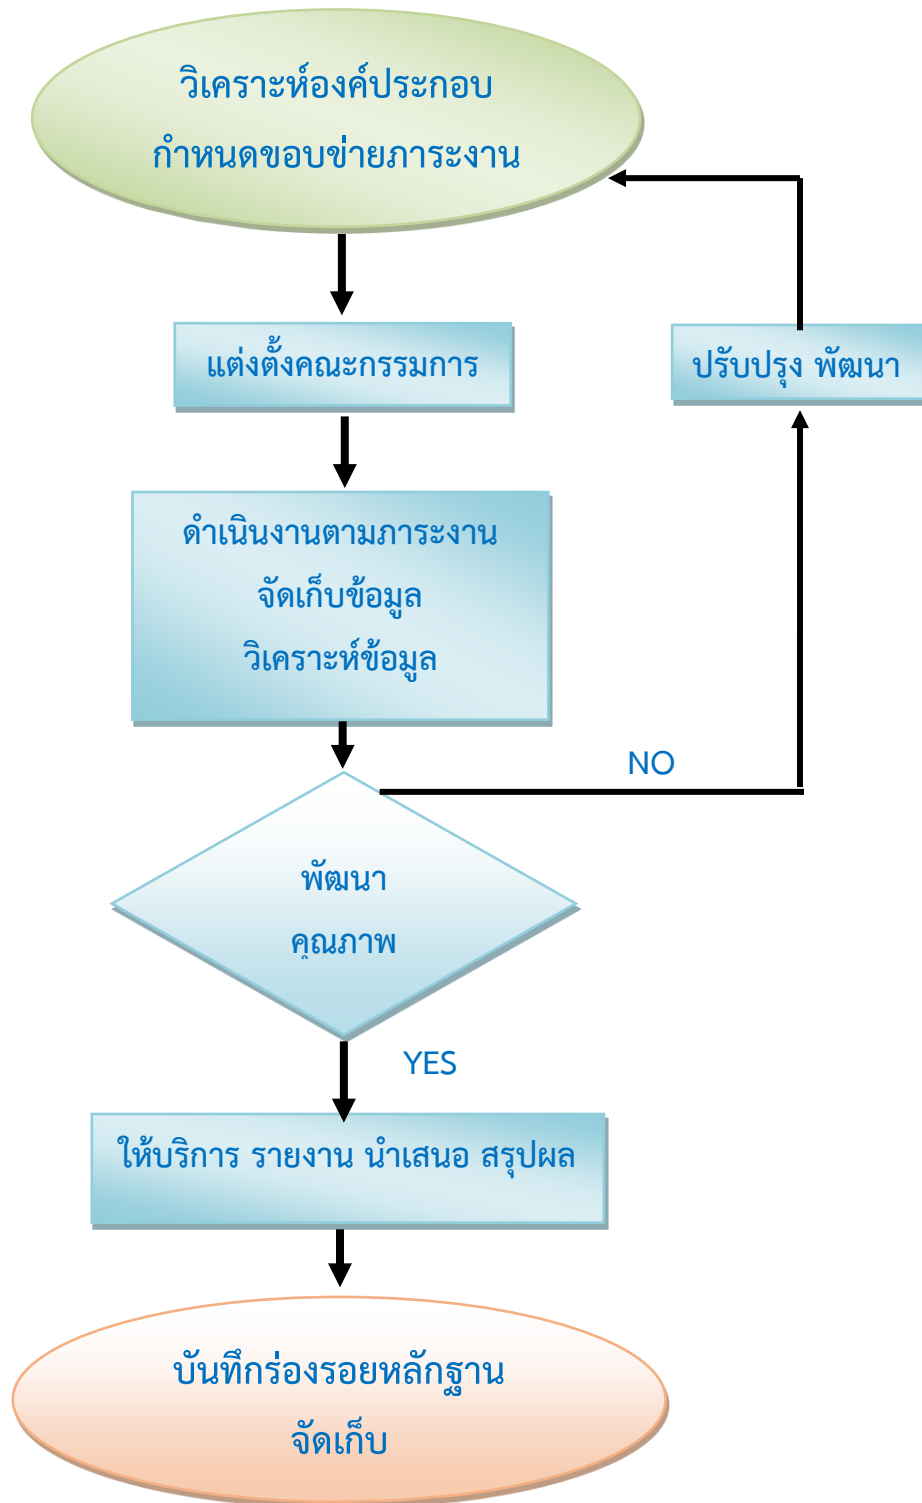 วิเคราะห์องค์ประกอบ
กำหนดขอบข่ายภาระงาน
แต่งตั้งคณะกรรมการ
ปรับปรุง พัฒนา
ดำเนินงานตามภาระงาน
จัดเก็บข้อมูล
วิเคราะห์ข้อมูล
NO
พัฒนา
คุณภาพ
YES
ให้บริการ รายงาน นำเสนอ สรุปผล
บันทึกร่องรอยหลักฐาน
จัดเก็บ